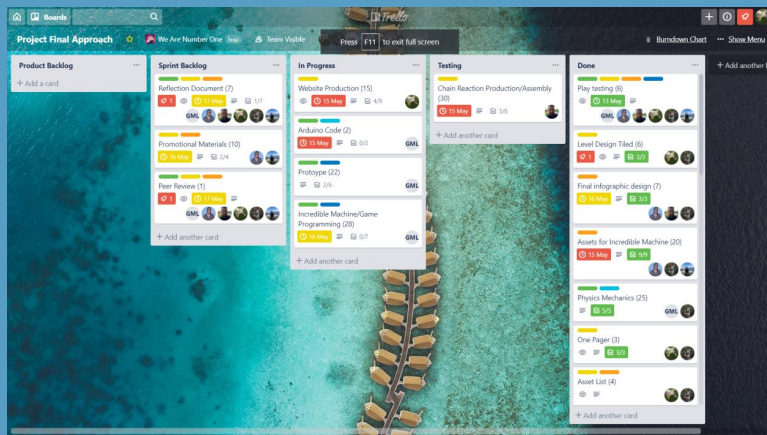 Boards
Trello
Project Final Approach
We Are Number One Free
Team Visible
Press F11 to exit full screen
Burndown Chart
... Show Menu
Product Backlog
+ Add a card
Sprint Backlog
Reflection Document (7)
1
17 May
1/7
GML
Promotional Materials (10)
16 May
2/4
Peer Review (1)
1
17 May
GML
+ Add another card
In Progress
Website Production (15)
15 May
4/9
Arduino Code (2)
15 May
0/2
GML
Protoype (22)
2/6
GML
Incredible Machine/Game
Programming (28)
16 May
0/7
GML
+ Add another card
Testing
Chain Reaction Production/Assembly
(30)
15 May
5/6
+ Add another card
Done
Play testing (6)
13 May
GML
Level Design Tiled (6)
1
3/3
Final infographic design (7)
10 May
3/3
Assets for Incredible Machine (20)
15 May
9/9
Physics Mechanics (25)
5/5
GML
One Pager (3)
3/3
Asset List (4)
+ Add another card
+ Add another l